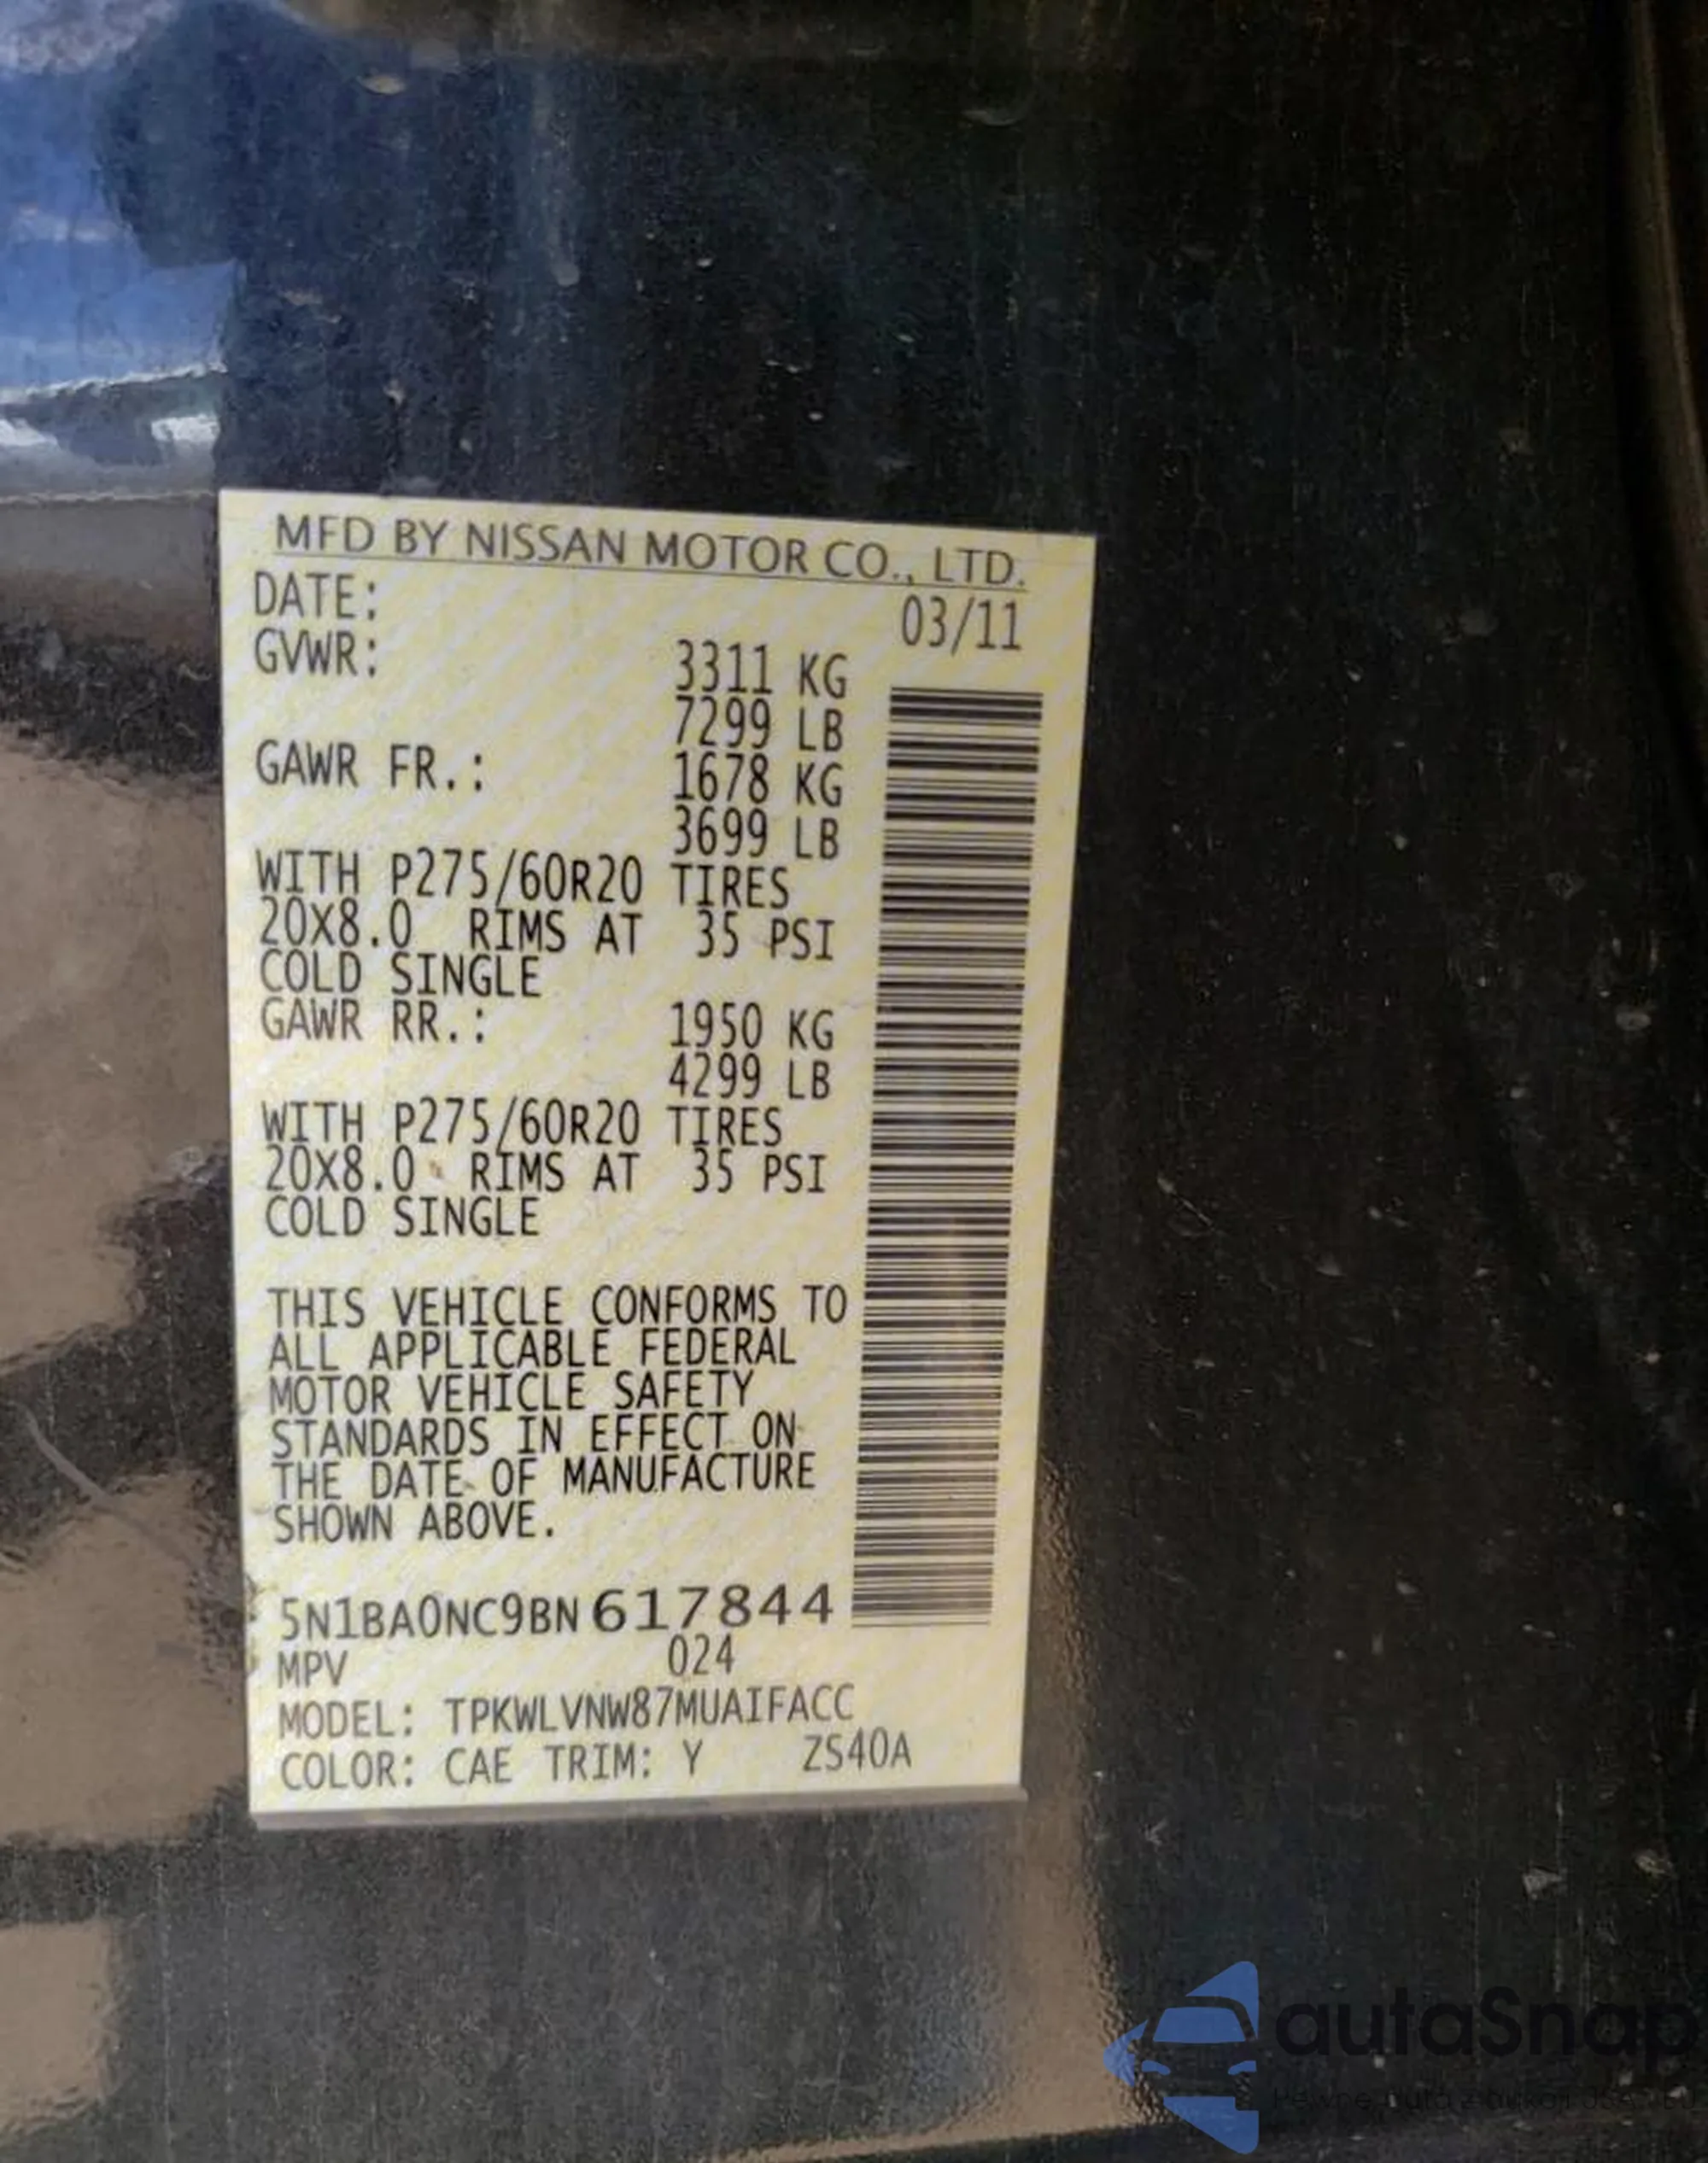 MFD BY NISSAN MOTOR CO., LTD.
DATE: 03/11
GVWR: 3311 KG
7299 LB
GAWR FR.: 1678 KG
3699 LB
WITH P275/60R20 TIRES
20X8.0 RIMS AT 35 PSI
COLD SINGLE
GAWR RR.: 1950 KG
4299 LB
WITH P275/60R20 TIRES
20X8.0 RIMS AT 35 PSI
COLD SINGLE
THIS VEHICLE CONFORMS TO
ALL APPLICABLE FEDERAL
MOTOR VEHICLE SAFETY
STANDARDS IN EFFECT ON
THE DATE OF MANUFACTURE
SHOWN ABOVE.
5N1BA0NC9BN617844
MPV 024
MODEL: TPKWLVNW87MUAIFACC
COLOR: CAE TRIM: Y ZS40A
autaSnap